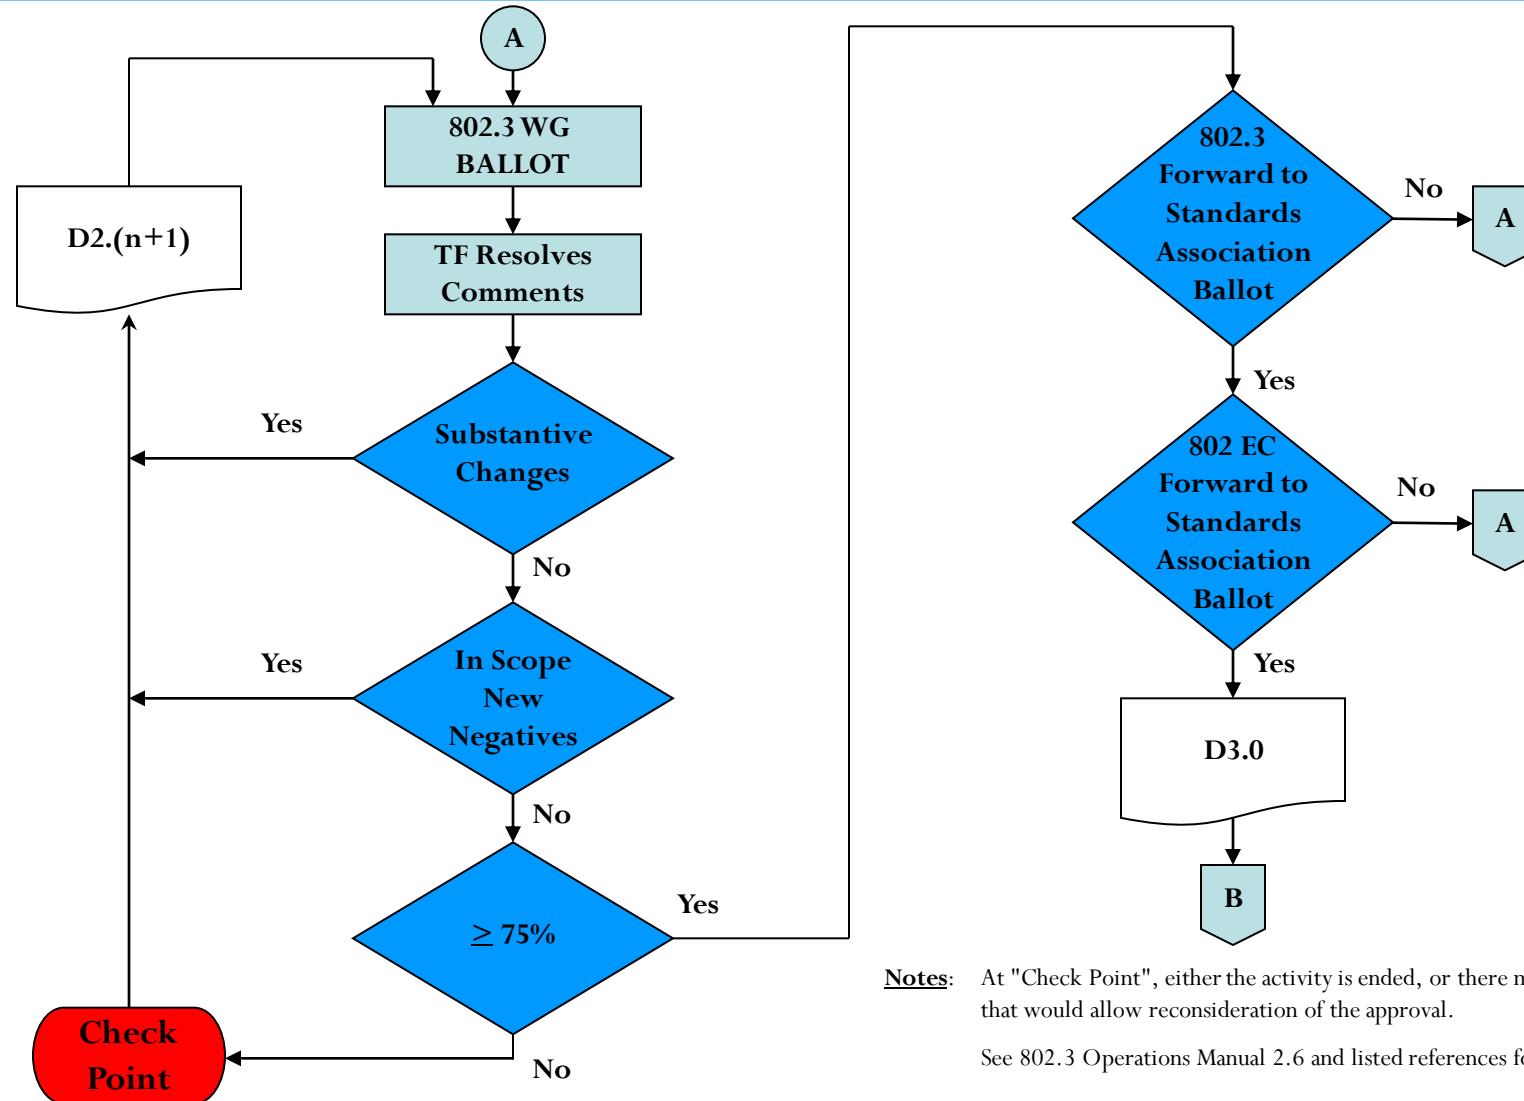 A
802.3 WG
BALLOT
D2.(n+1)
TF Resolves
Comments
Yes
Substantive
Changes
No
Yes
In Scope
New
Negatives
No
≥ 75%
Yes
No
Check
Point
802.3
Forward to
Standards
Association
Ballot
No
A
Yes
802 EC
Forward to
Standards
Association
Ballot
No
A
Yes
D3.0
B
Notes: At "Check Point", either the activity is ended, or there
that would allow reconsideration of the approval.
See 802.3 Operations Manual 2.6 and listed references